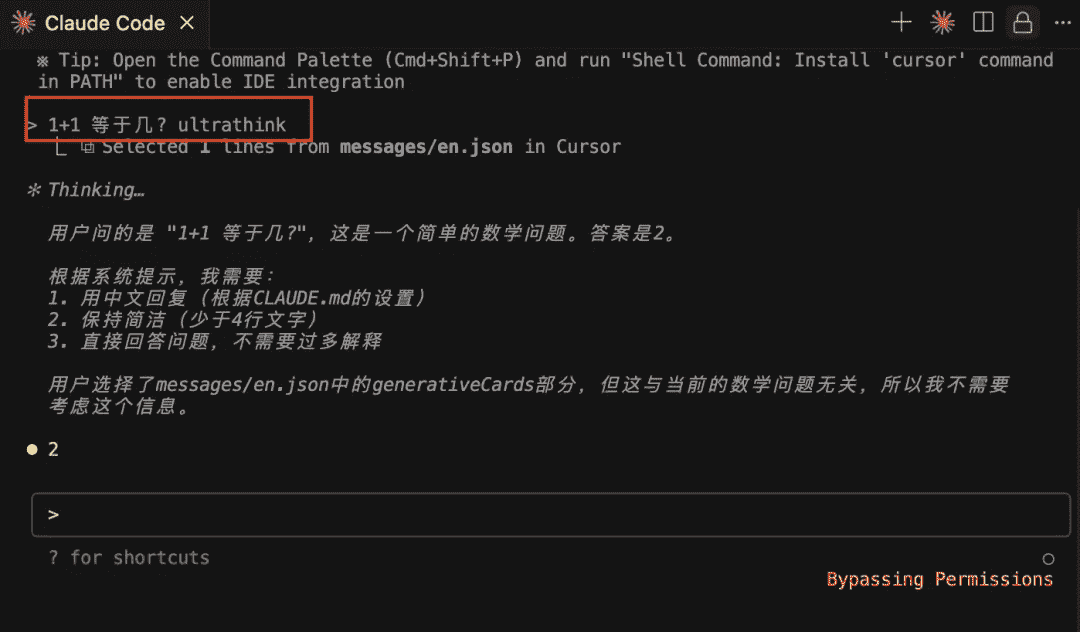 Claude Code
※ Tip: Open the Command Palette (Cmd+Shift+P) and run "Shell Command: Install 'cursor' command
in PATH" to enable IDE integration
> 1+1 等于几? ultrathink
Selected 1 lines from messages/en.json in Cursor
✻ Thinking…
用户问的是 "1+1 等于几?", 这是一个简单的数学问题。答案是2。
根据系统提示, 我需要:
1. 用中文回复 (根据CLAUDE.md的设置)
2. 保持简洁 (少于4行文字)
3. 直接回答问题, 不需要过多解释
用户选择了messages/en.json中的generativeCards部分, 但这与当前的数学问题无关, 所以我不需要
考虑这个信息。
● 2
>
? for shortcuts
Bypassing Permissions